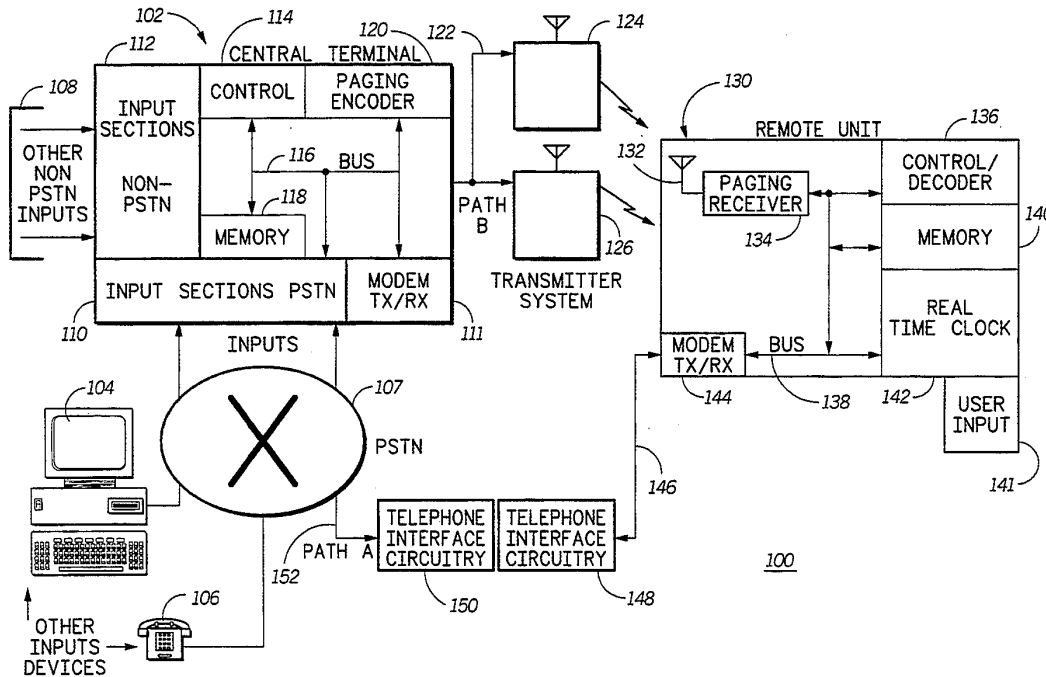 102
112
114
120
122
124
CENTRAL TERMINAL
108
INPUT
SECTIONS
NON-
PSTN
CONTROL
PAGING
ENCODER
OTHER
NON
PSTN
INPUTS
116
BUS
118
MEMORY
INPUT SECTIONS PSTN
MODEM
TX/RX
110
111
PATH
B
126
TRANSMITTER
SYSTEM
130
REMOTE UNIT
136
132
PAGING
RECEIVER
134
CONTROL/
DECODER
MEMORY
140
REAL
TIME CLOCK
MODEM
TX/RX
BUS
144
138
142
USER
INPUT
141
INPUTS
104
107
PSTN
146
152
PATH A
TELEPHONE
INTERFACE
CIRCUITRY
150
TELEPHONE
INTERFACE
CIRCUITRY
148
100
106
OTHER
INPUTS
DEVICES